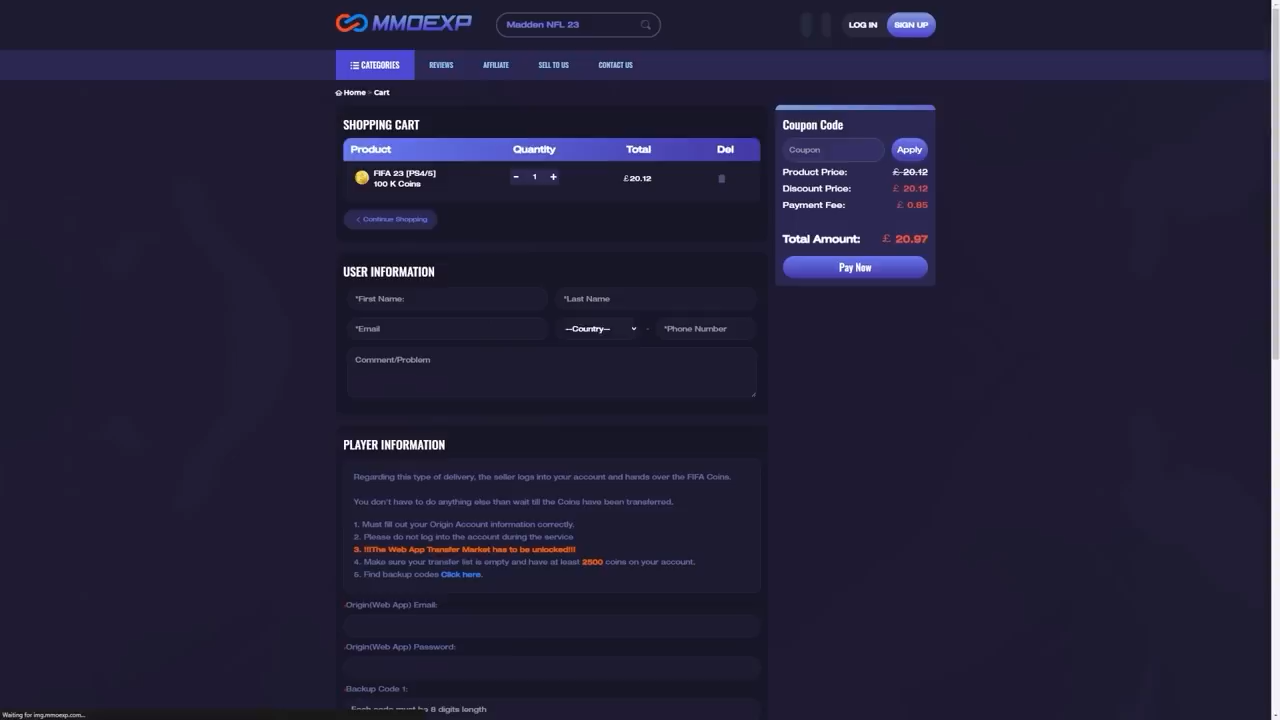 MMOEXP
Madden NFL 23
LOG IN
SIGN UP
CATEGORIES
REVIEWS
AFFILIATE
SELL TO US
CONTACT US
Home > Cart
SHOPPING CART
Product Quantity Total Del
FIFA 23 [PS4/5]
100 K Coins
- 1 +
£20.12
< Continue Shopping
Coupon Code
Coupon
Apply
Product Price: £ 20.12
Discount Price: £ 20.12
Payment Fee: £ 0.85
Total Amount: £ 20.97
Pay Now
USER INFORMATION
*First Name:
*Last Name
*Email
--Country--
-
*Phone Number
Comment/Problem
PLAYER INFORMATION
Regarding this type of delivery, the seller logs into your account and hands over the FIFA Coins.
You don't have to do anything else than wait till the Coins have been transferred.
1. Must fill out your Origin Account information correctly.
2. Please do not log into the account during the service
3. !!!The Web App Transfer Market has to be unlocked!!!
4. Make sure your transfer list is empty and have at least 2500 coins on your account.
5. Find backup codes Click here.
*Origin(Web App) Email:
*Origin(Web App) Password:
*Backup Code 1:
Each code must be 8 digits length
Waiting for img.mmoexp.com...